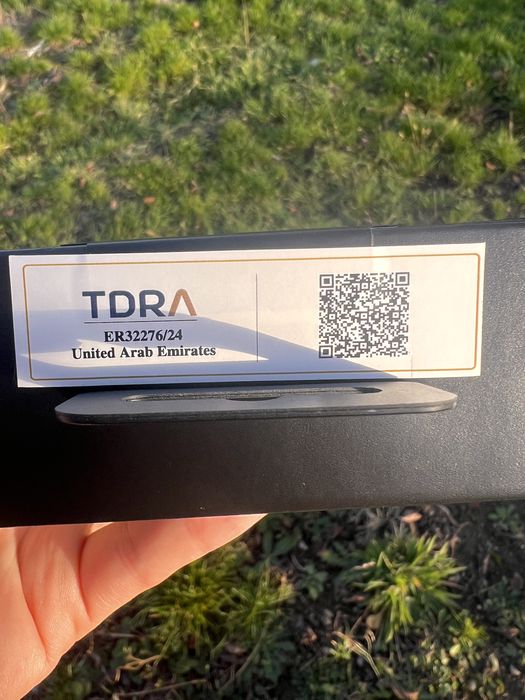 TDRA
ER32276/24
United Arab Emirates